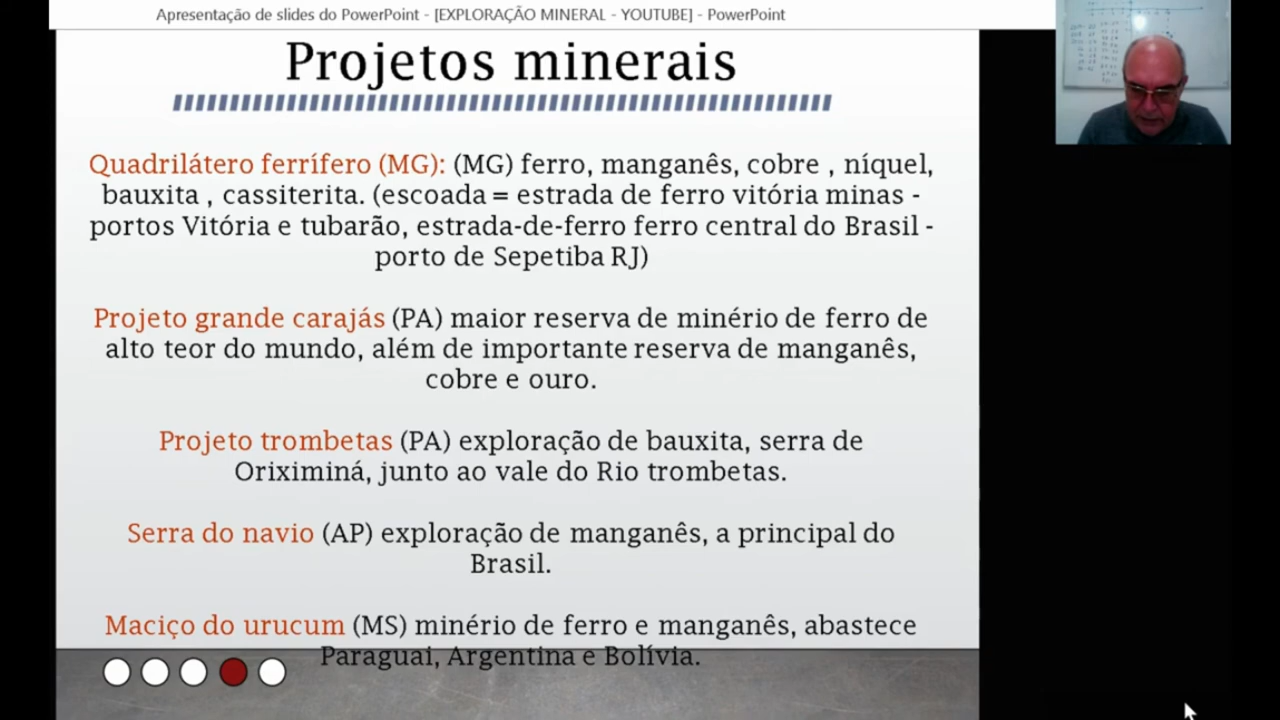 Apresentação de slides do PowerPoint - [EXPLORAÇÃO MINERAL - YOUTUBE] - PowerPoint
Projetos minerais
Quadrilátero ferrífero (MG): (MG) ferro, manganês, cobre , níquel,
bauxita , cassiterita. (escoada = estrada de ferro vitória minas -
portos Vitória e tubarão, estrada-de-ferro ferro central do Brasil -
porto de Sepetiba RJ)
Projeto grande carajás (PA) maior reserva de minério de ferro de
alto teor do mundo, além de importante reserva de manganês,
cobre e ouro.
Projeto trombetas (PA) exploração de bauxita, serra de
Oriximiná, junto ao vale do Rio trombetas.
Serra do navio (AP) exploração de manganês, a principal do
Brasil.
Maciço do urucum (MS) minério de ferro e manganês, abastece
Paraguai, Argentina e Bolívia.